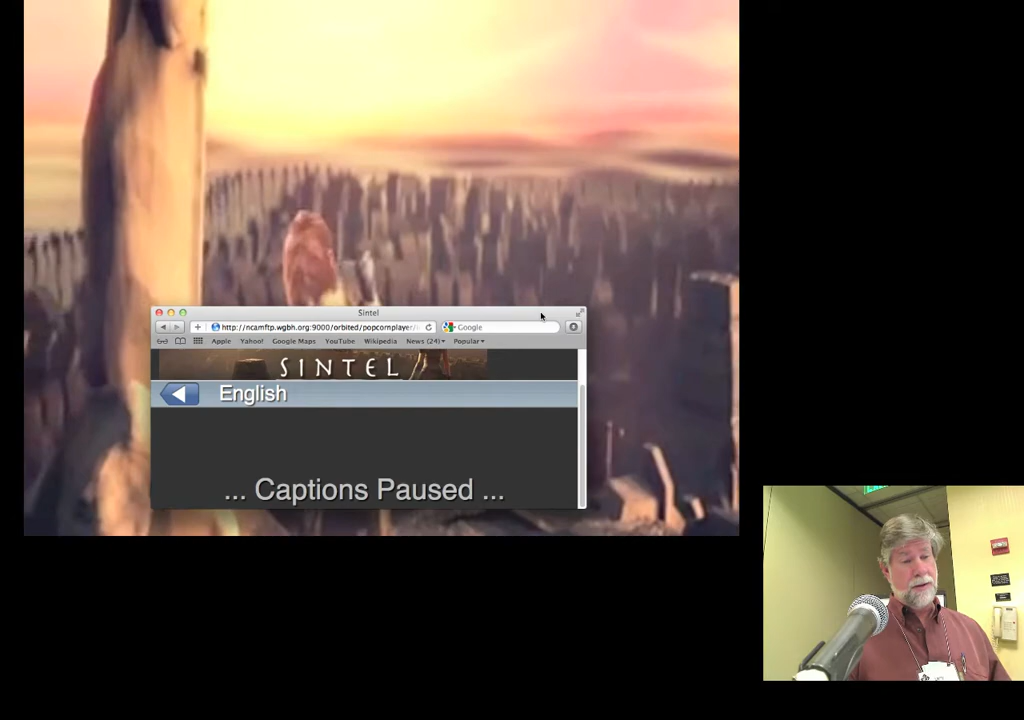 Sintel
http://ncamftp.wgbh.org:9000/orbited/popcornplayer/ Google
Apple Yahoo! Google Maps YouTube Wikipedia News (24) Popular
SINTEL
English
... Captions Paused ...